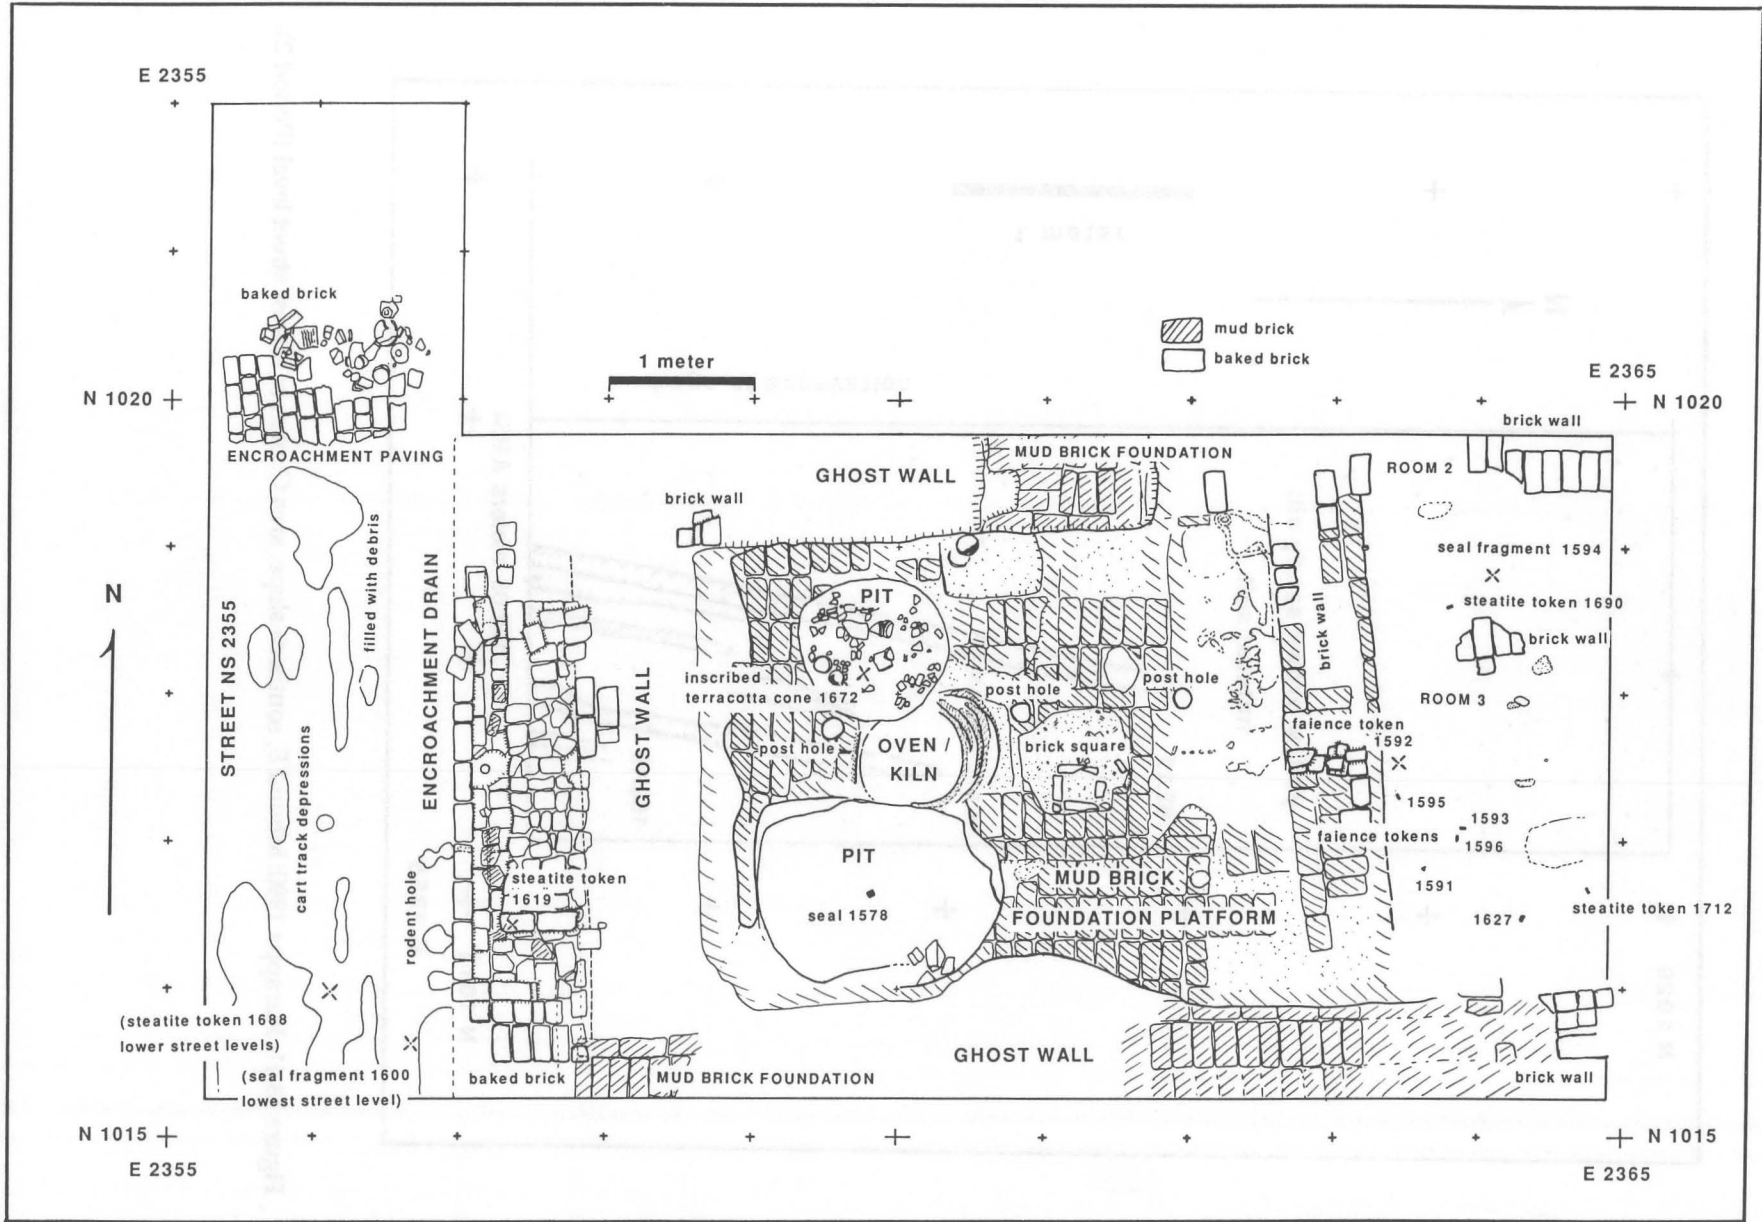 E 2355
baked brick
1 meter
mud brick
baked brick
E 2365
N 1020
N 1020
brick wall
ENCROACHMENT PAVING
GHOST WALL
MUD BRICK FOUNDATION
ROOM 2
brick wall
filled with debris
seal fragment 1594
N
PIT
steatite token 1690
brick wall
brick wall
STREET NS 2355
ENCROACHMENT DRAIN
GHOST WALL
inscribed
terracotta cone 1672
post hole
post hole
ROOM 3
post hole
OVEN /
KILN
brick square
faience token
1592
cart track depressions
1595
1593
faience tokens
1596
PIT
steatite token
1619
MUD BRICK
FOUNDATION PLATFORM
1591
seal 1578
1627
steatite token 1712
rodent hole
(steatite token 1688
lower street levels)
(seal fragment 1600
lowest street level)
baked brick
MUD BRICK FOUNDATION
GHOST WALL
brick wall
N 1015
N 1015
E 2355
E 2365